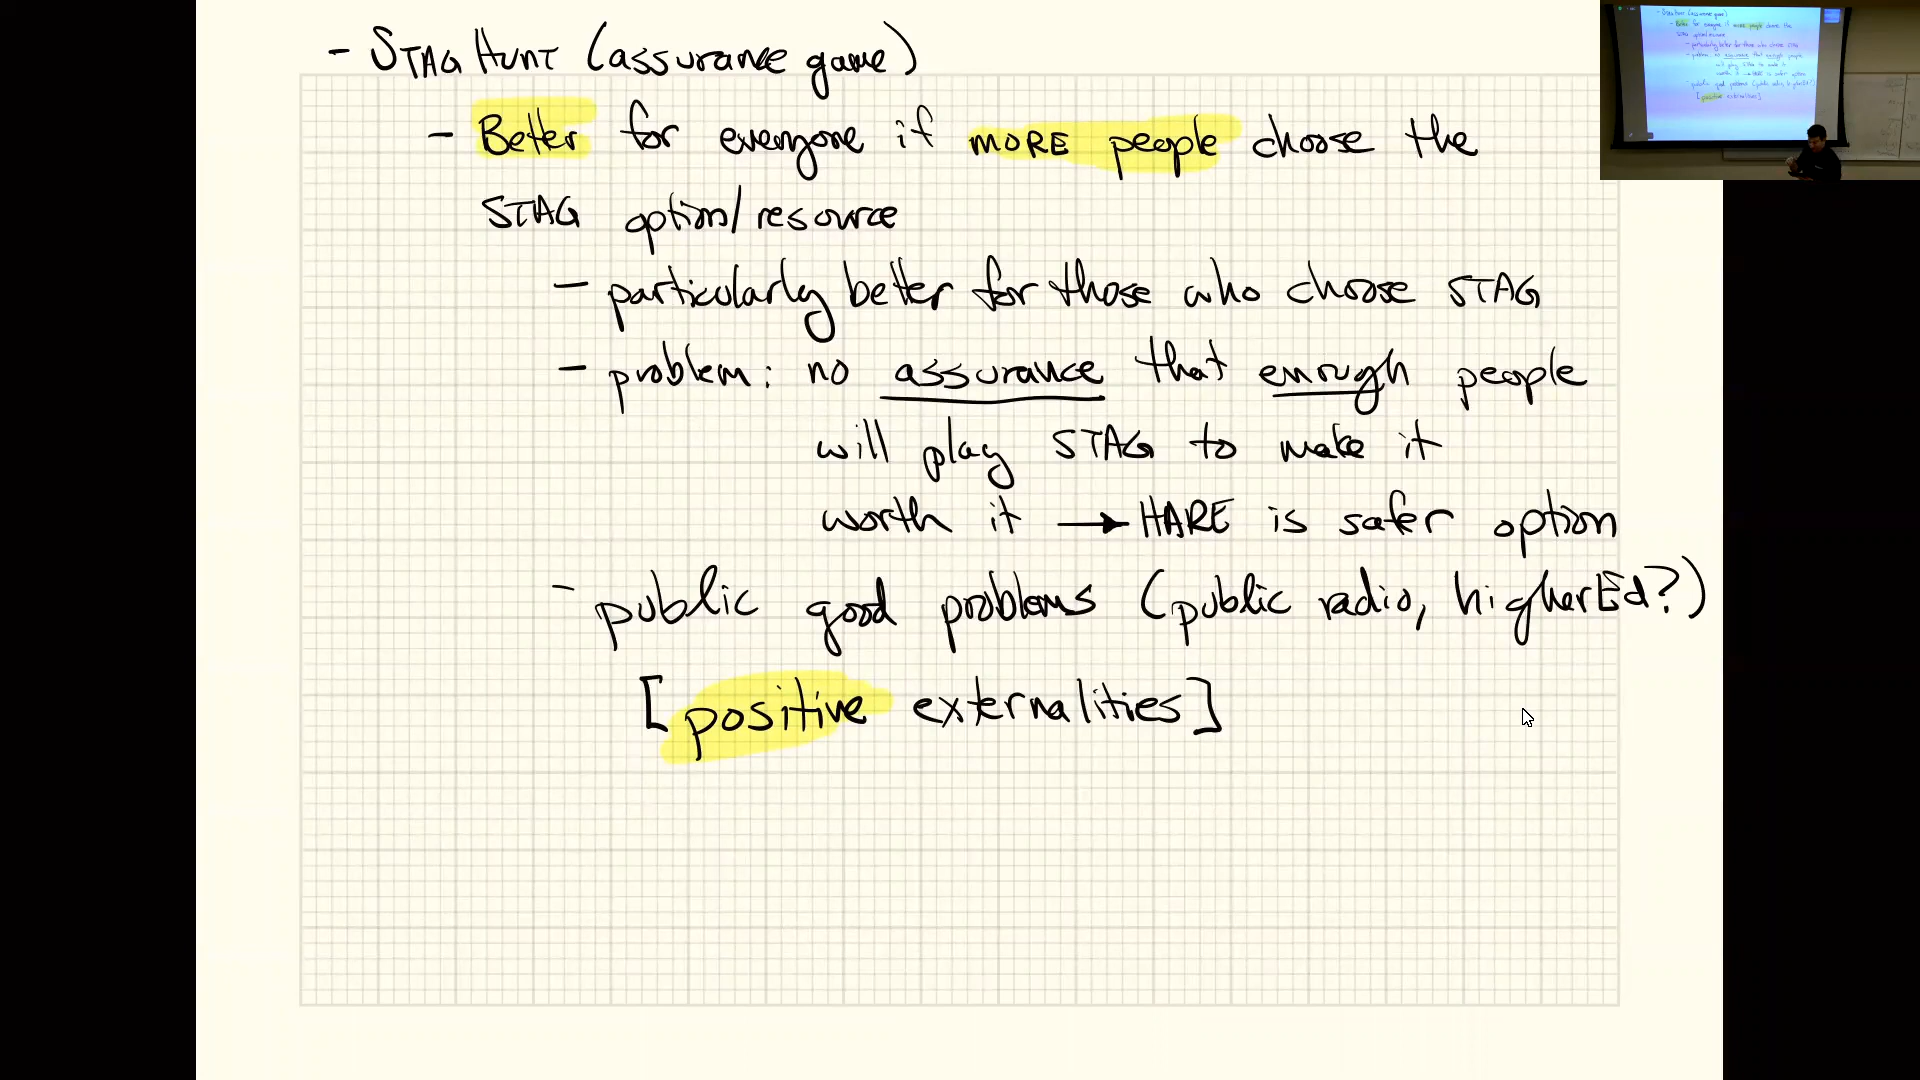 - STAG HUNT (assurance game)
- Better for everyone if MORE people choose the
STAG option/resource
- particularly better for those who choose STAG
- problem: no assurance that enough people
will play STAG to make it
worth it → HARE is safer option
- public good problems (public radio, higherEd?)
[positive externalities]